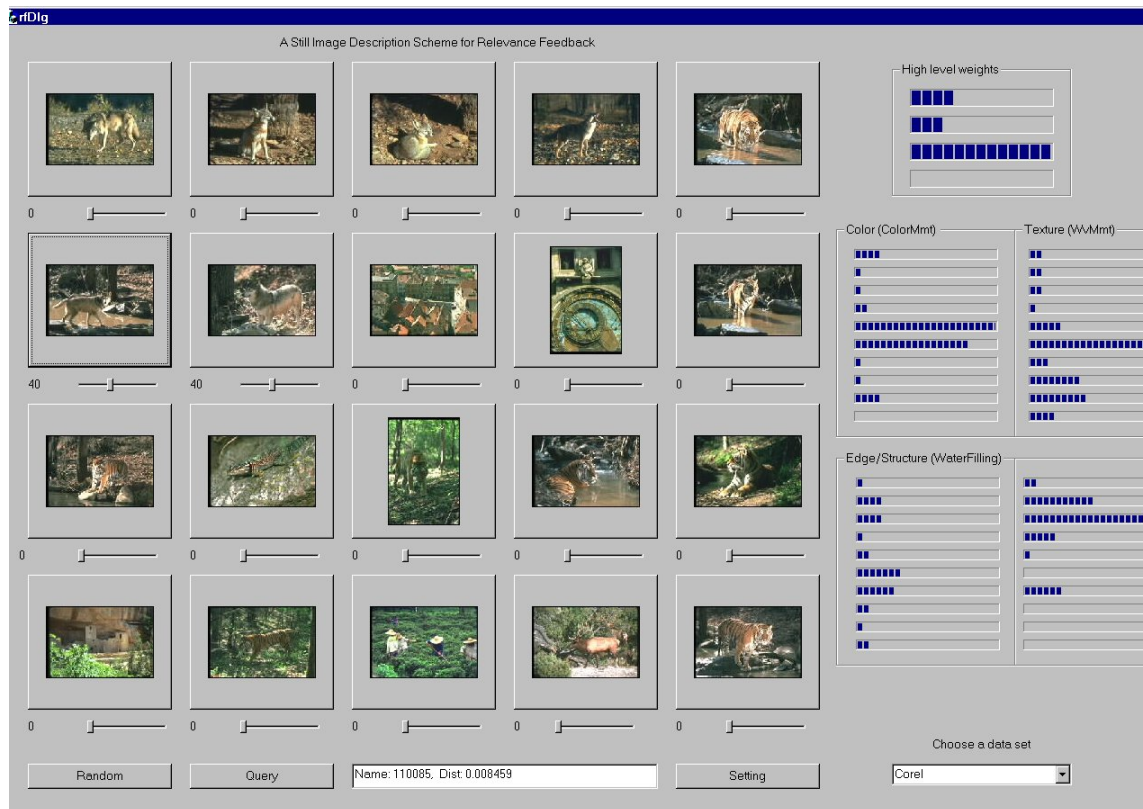 rfDlg
A Still Image Description Scheme for Relevance Feedback
High level weights
0 0 0 0 0
Color (ColorMmt) Texture (WvMmt)
40 40 0 0 0
Edge/Structure (WaterFilling)
0 0 0 0 0
0 0 0 0 0
Choose a data set
Random Query Name: 110085, Dist: 0.008459 Setting Corel